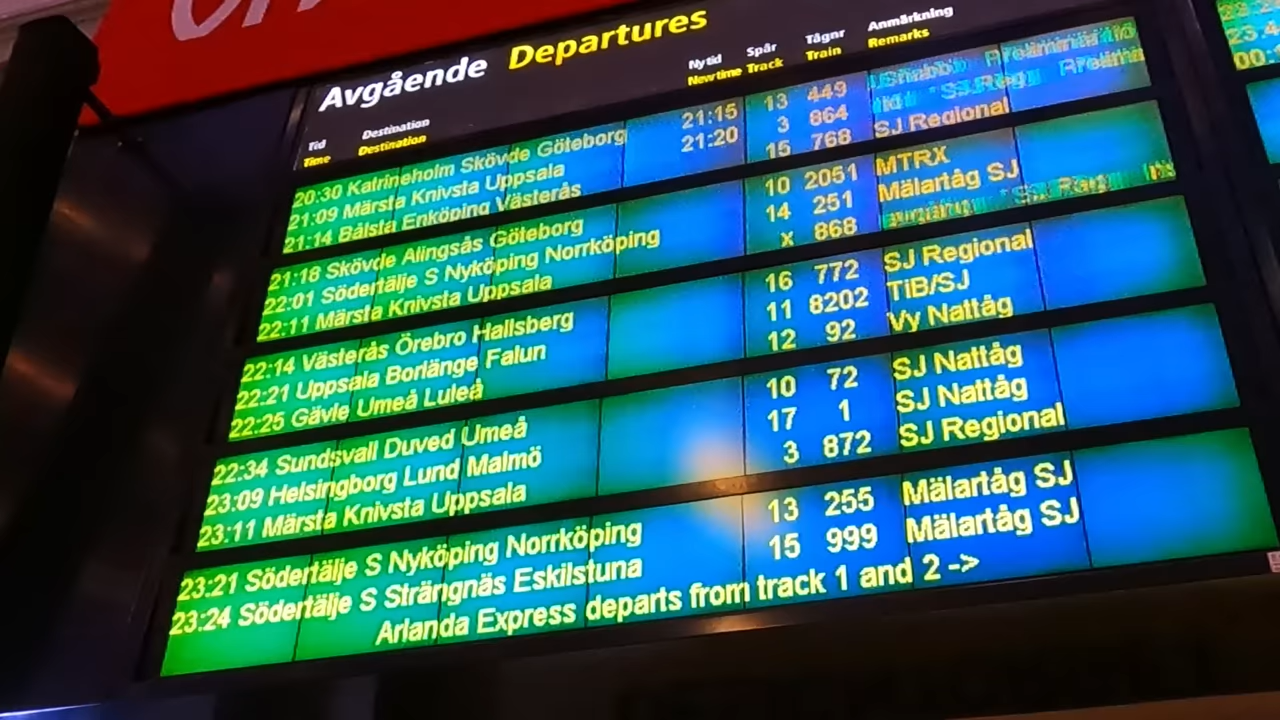 Avgående Departures
Tid Destination Ny tid Spår Tågnr Anmärkning
Time Destination New time Track Train Remarks
20:30 Katrineholm Skövde Göteborg 21:15 13 449
21:09 Märsta Knivsta Uppsala 21:20 3 864
21:14 Bålsta Enköping Västerås 15 768 SJ Regional
21:18 Skövde Alingsås Göteborg 10 2051 MTRX
22:01 Södertälje S Nyköping Norrköping 14 251 Mälartåg SJ
22:11 Märsta Knivsta Uppsala x 868
22:14 Västerås Örebro Hallsberg 16 772 SJ Regional
22:21 Uppsala Borlänge Falun 11 8202 TiB/SJ
22:25 Gävle Umeå Luleå 12 92 Vy Nattåg
22:34 Sundsvall Duved Umeå 10 72 SJ Nattåg
23:09 Helsingborg Lund Malmö 17 1 SJ Nattåg
23:11 Märsta Knivsta Uppsala 3 872 SJ Regional
23:21 Södertälje S Nyköping Norrköping 13 255 Mälartåg SJ
23:24 Södertälje S Strängnäs Eskilstuna 15 999 Mälartåg SJ
Arlanda Express departs from track 1 and 2 ->